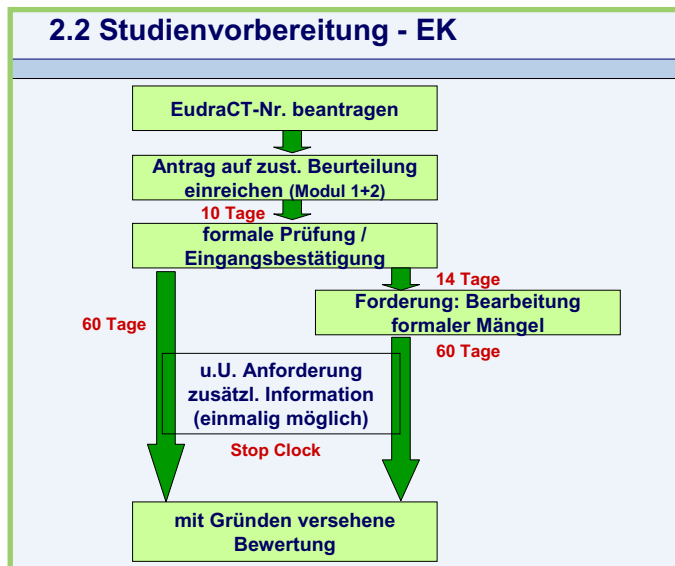 2.2 Studienvorbereitung - EK
EudraCT-Nr. beantragen
Antrag auf zust. Beurteilung
einreichen (Modul 1+2)
10 Tage
formale Prüfung /
Eingangsbestätigung
14 Tage
Forderung: Bearbeitung
formaler Mängel
60 Tage
60 Tage
u.U. Anforderung
zusätzl. Information
(einmalig möglich)
Stop Clock
mit Gründen versehene
Bewertung